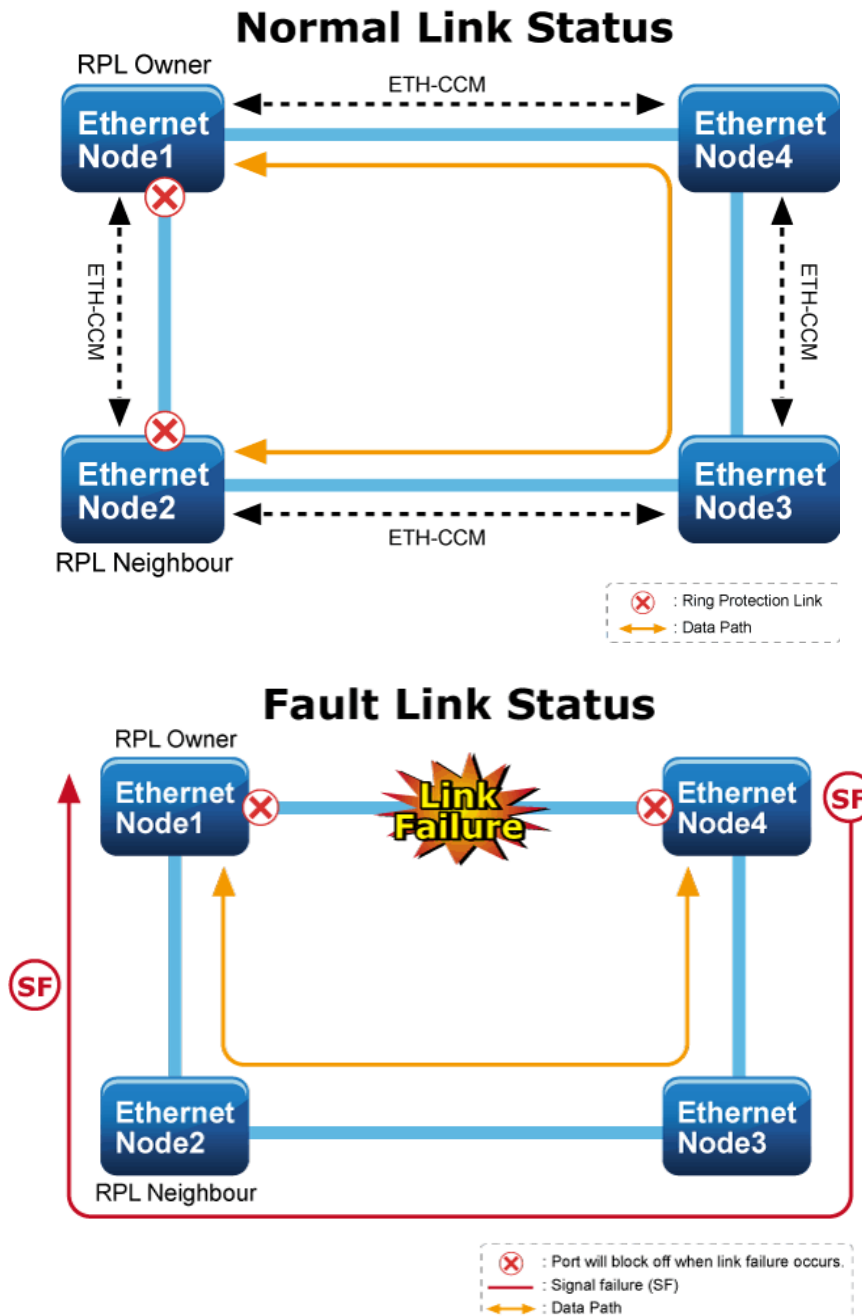 Normal Link Status
RPL Owner
ETH-CCM
Ethernet
Node1
Ethernet
Node4
ETH-CCM
ETH-CCM
Ethernet
Node2
Ethernet
Node3
ETH-CCM
RPL Neighbour
: Ring Protection Link
: Data Path
Fault Link Status
RPL Owner
Ethernet
Node1
Link
Failure
Ethernet
Node4
SF
SF
Ethernet
Node2
Ethernet
Node3
RPL Neighbour
: Port will block off when link failure occurs.
: Signal failure (SF)
: Data Path